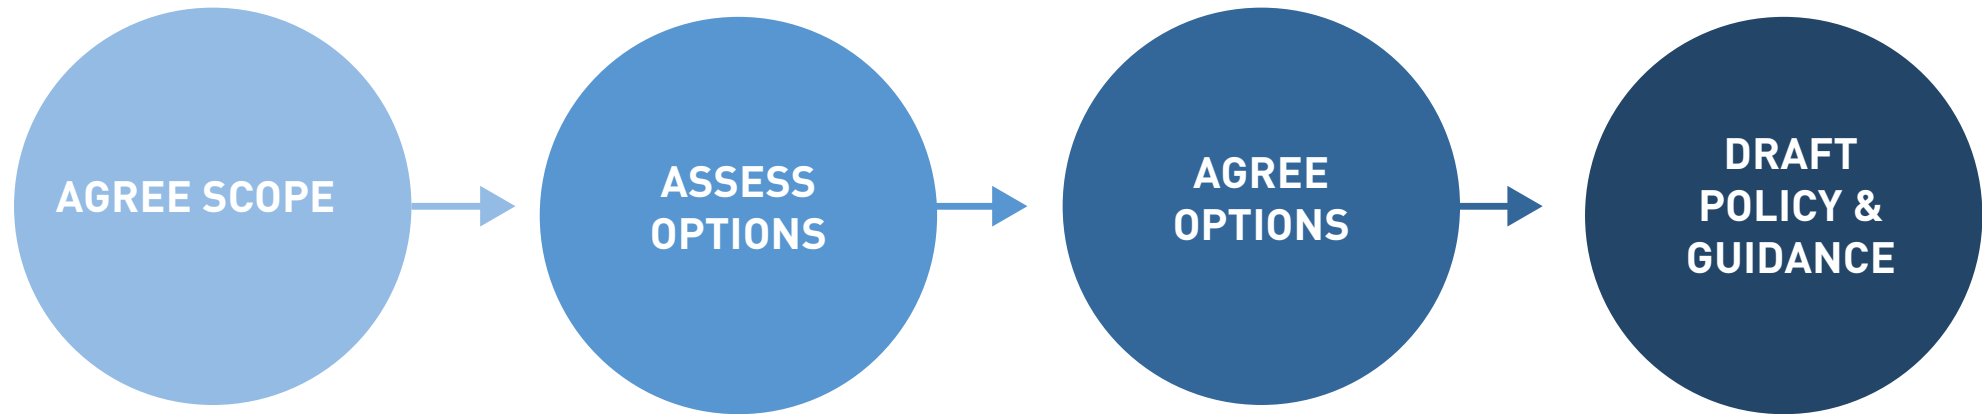 AGREE SCOPE
ASSESS
OPTIONS
AGREE
OPTIONS
DRAFT
POLICY &
GUIDANCE